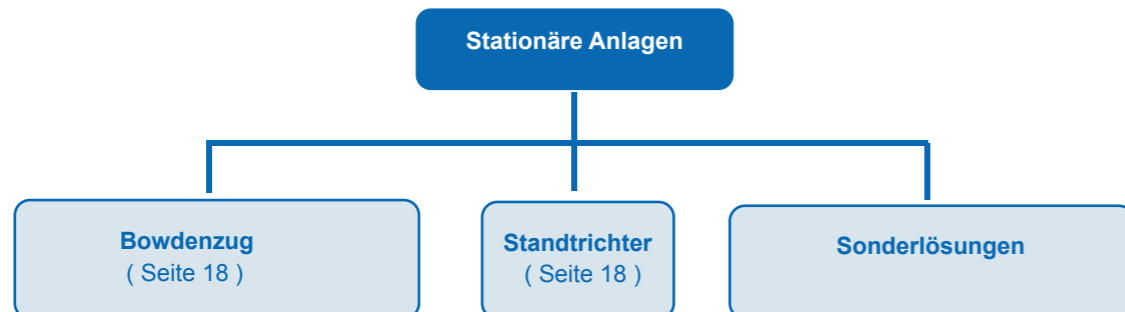 Stationäre Anlagen
Bowdenzug
( Seite 18 )
Standtrichter
( Seite 18 )
Sonderlösungen